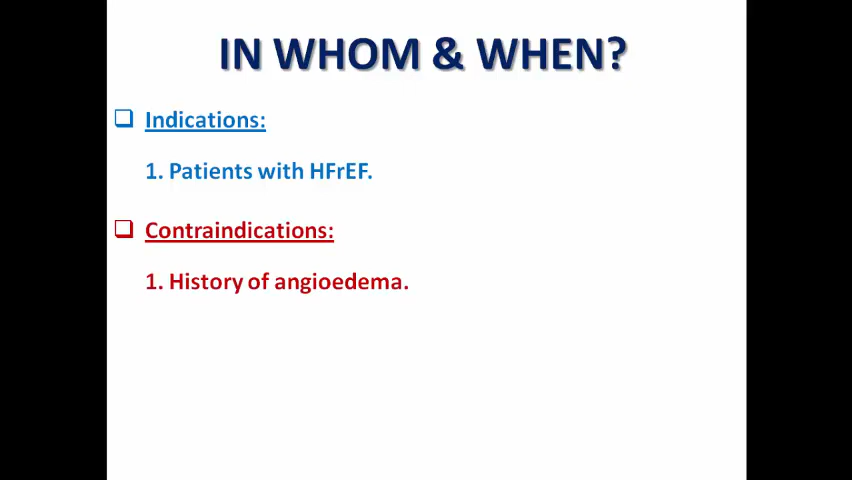 IN WHOM & WHEN?
❑ Indications:
1. Patients with HFrEF.
❑ Contraindications:
1. History of angioedema.